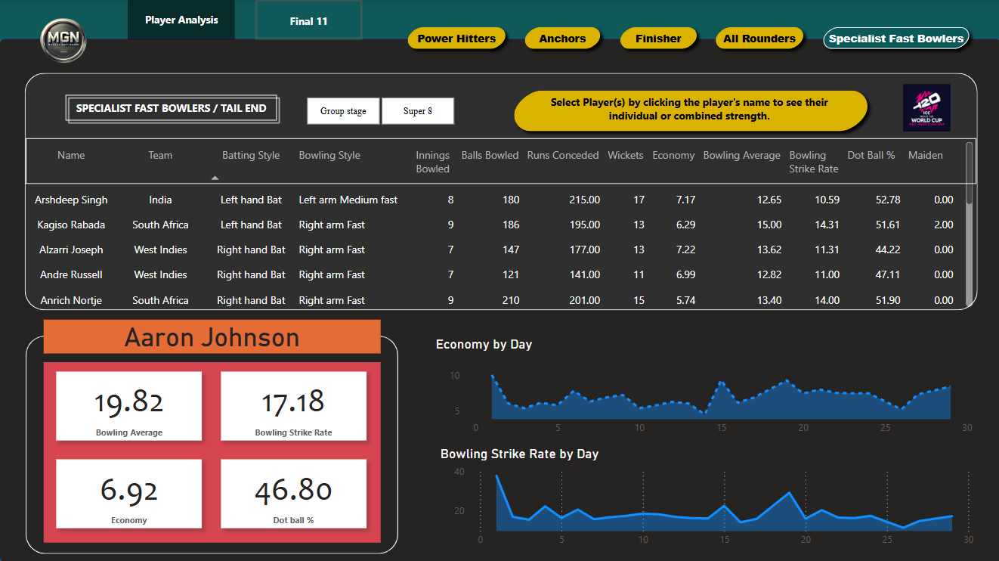 Player Analysis
Final 11
MGN
Power Hitters
Anchors
Finisher
All Rounders
Specialist Fast Bowlers
SPECIALIST FAST BOWLERS / TAIL END
Group stage
Super 8
Select Player(s) by clicking the player's name to see their
individual or combined strength.
T20
ICC
WORLD CUP
Name Team Batting Style Bowling Style Innings Bowled Balls Bowled Runs Conceded Wickets Economy Bowling Average Bowling Strike Rate Dot Ball % Maiden
Arshdeep Singh India Left hand Bat Left arm Medium fast 8 180 215.00 17 7.17 12.65 10.59 52.78 0.00
Kagiso Rabada South Africa Left hand Bat Right arm Fast 9 186 195.00 13 6.29 15.00 14.31 51.61 2.00
Alzarri Joseph West Indies Right hand Bat Right arm Fast 7 147 177.00 13 7.22 13.62 11.31 44.22 0.00
Andre Russell West Indies Right hand Bat Right arm Fast 7 121 141.00 11 6.99 12.82 11.00 47.11 0.00
Anrich Nortje South Africa Right hand Bat Right arm Fast 9 210 201.00 15 5.74 13.40 14.00 51.90 0.00
Aaron Johnson
19.82
Bowling Average
17.18
Bowling Strike Rate
6.92
Economy
46.80
Dot ball %
Economy by Day
10
5
0 5 10 15 20 25 30
Bowling Strike Rate by Day
40
20
0 5 10 15 20 25 30